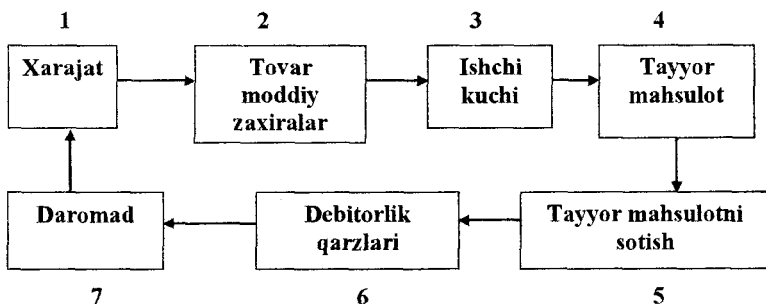 1
2
3
4
Xarajat
Tovar
moddiy
zaxiralar
Ishchi
kuchi
Tayyor
mahsulot
Daromad
Debitorlik
qarzlari
Tayyor mahsulotni
sotish
7
6
5